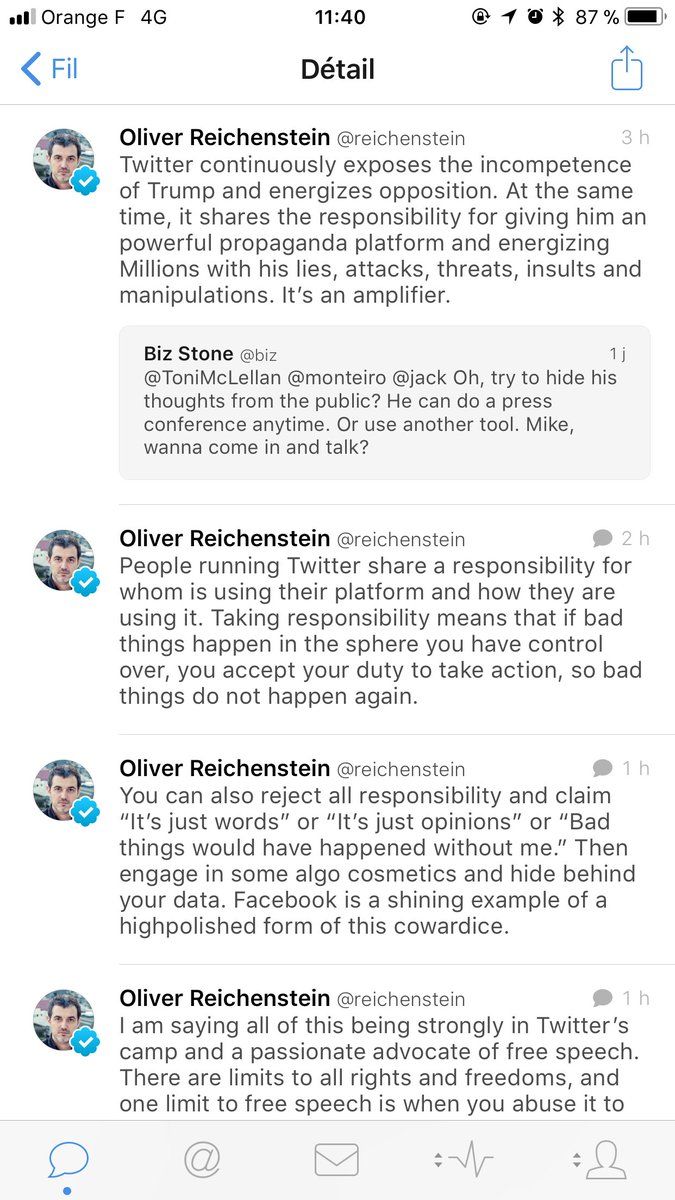 Orange F 4G 11:40 87 %
Fil Détail
Oliver Reichenstein @reichenstein 3 h
Twitter continuously exposes the incompetence
of Trump and energizes opposition. At the same
time, it shares the responsibility for giving him an
powerful propaganda platform and energizing
Millions with his lies, attacks, threats, insults and
manipulations. It’s an amplifier.
Biz Stone @biz 1 j
@ToniMcLellan @monteiro @jack Oh, try to hide his
thoughts from the public? He can do a press
conference anytime. Or use another tool. Mike,
wanna come in and talk?
Oliver Reichenstein @reichenstein 2 h
People running Twitter share a responsibility for
whom is using their platform and how they are
using it. Taking responsibility means that if bad
things happen in the sphere you have control
over, you accept your duty to take action, so bad
things do not happen again.
Oliver Reichenstein @reichenstein 1 h
You can also reject all responsibility and claim
“It’s just words” or “It’s just opinions” or “Bad
things would have happened without me.” Then
engage in some algo cosmetics and hide behind
your data. Facebook is a shining example of a
highpolished form of this cowardice.
Oliver Reichenstein @reichenstein 1 h
I am saying all of this being strongly in Twitter’s
camp and a passionate advocate of free speech.
There are limits to all rights and freedoms, and
one limit to free speech is when you abuse it to